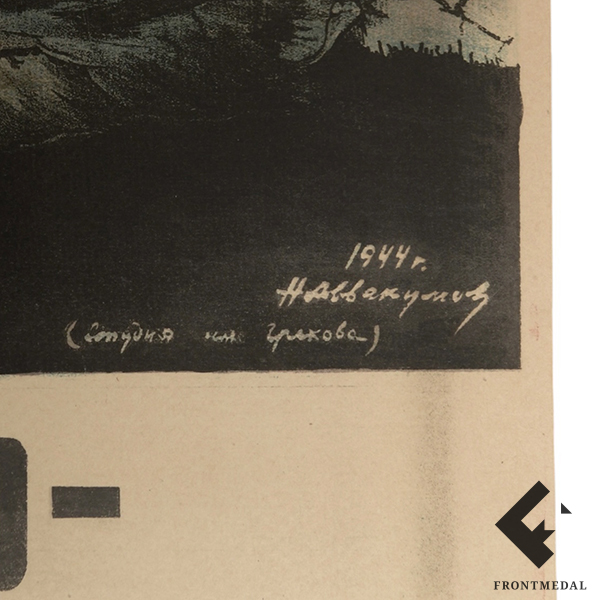 1944 г.
Н Аввакумов
(студия им Грекова)
-
FRONTMEDAL